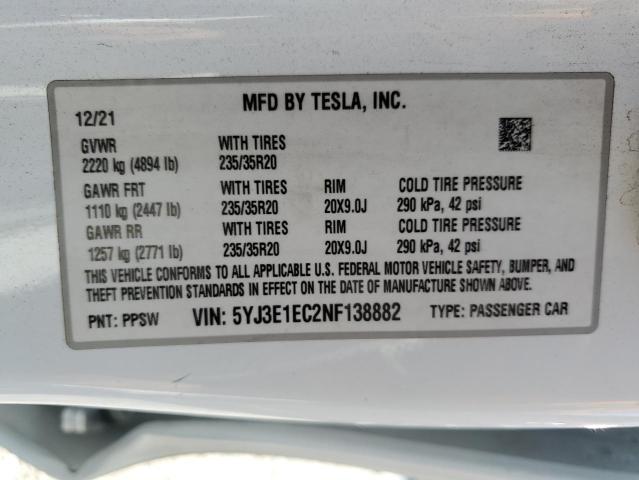 MFD BY TESLA, INC.
12/21
GVWR WITH TIRES
2220 kg (4894 lb) 235/35R20
GAWR FRT WITH TIRES RIM COLD TIRE PRESSURE
1110 kg (2447 lb) 235/35R20 20X9.0J 290 kPa, 42 psi
GAWR RR WITH TIRES RIM COLD TIRE PRESSURE
1257 kg (2771 lb) 235/35R20 20X9.0J 290 kPa, 42 psi
THIS VEHICLE CONFORMS TO ALL APPLICABLE U.S. FEDERAL MOTOR VEHICLE SAFETY, BUMPER, AND
THEFT PREVENTION STANDARDS IN EFFECT ON THE DATE OF MANUFACTURE SHOWN ABOVE.
PNT: PPSW VIN: 5YJ3E1EC2NF138882 TYPE: PASSENGER CAR